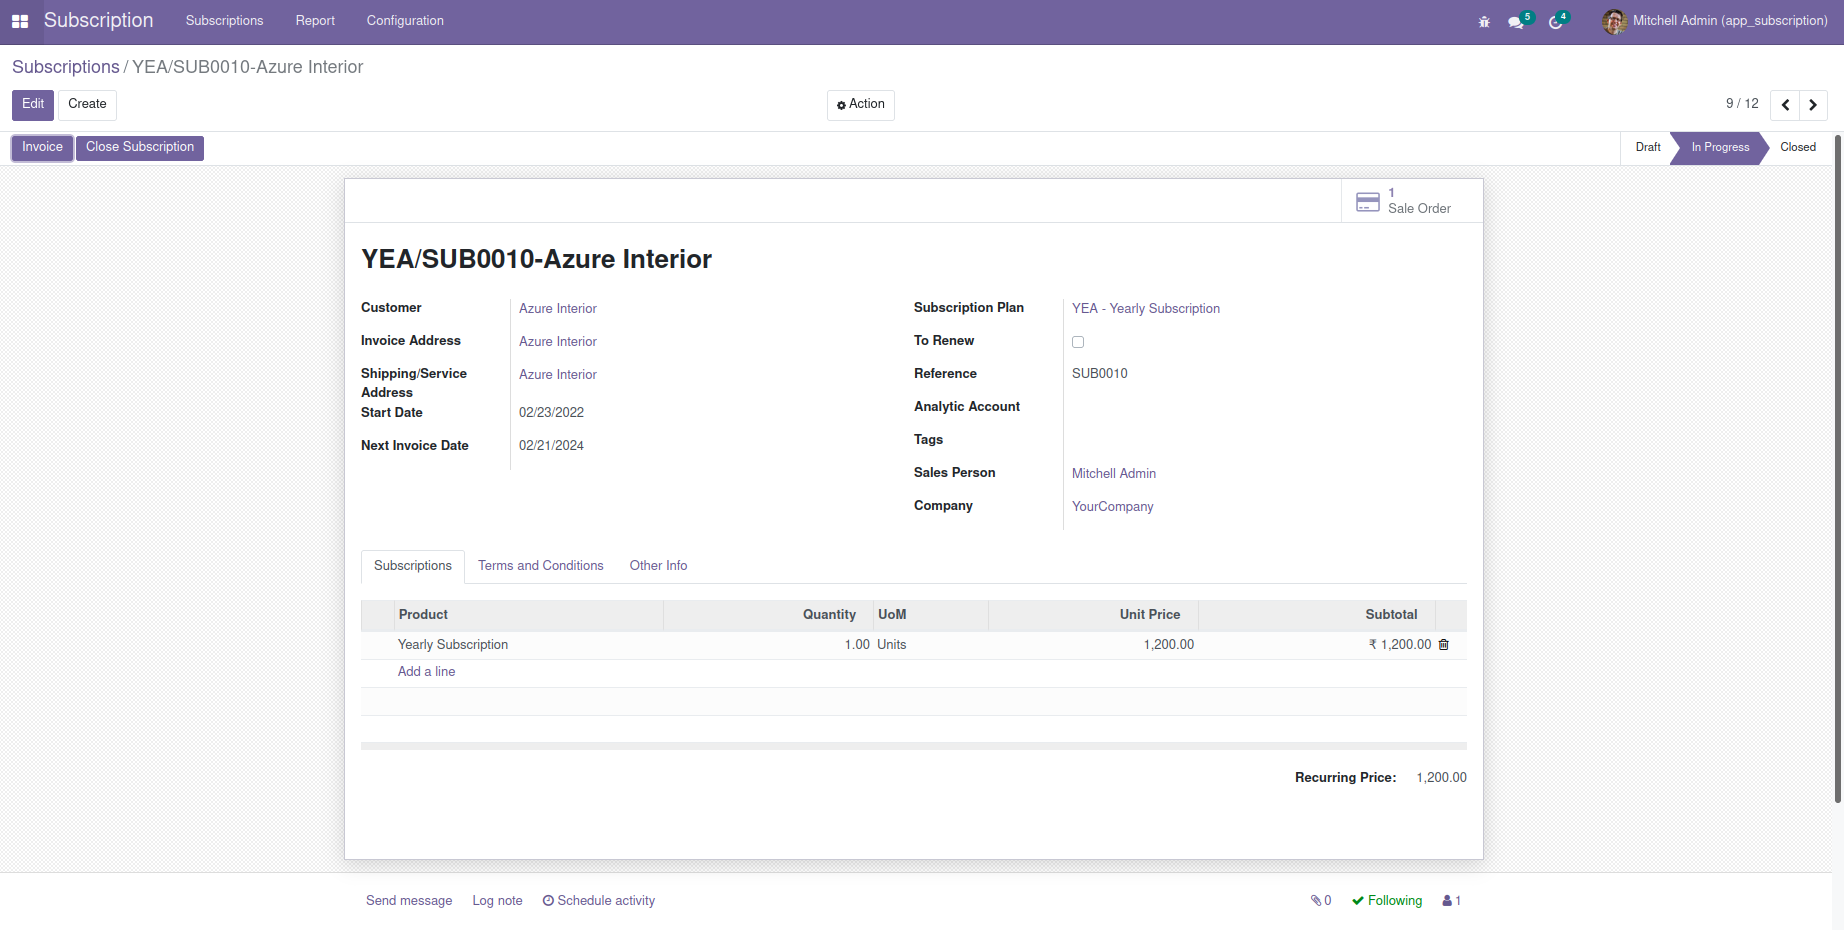 Subscription Subscriptions Report Configuration 5 4 Mitchell Admin (app_subscription)
Subscriptions / YEA/SUB0010-Azure Interior
Edit Create Action 9 / 12
Invoice Close Subscription Draft In Progress Closed
1
Sale Order
YEA/SUB0010-Azure Interior
Customer Azure Interior Subscription Plan YEA - Yearly Subscription
Invoice Address Azure Interior To Renew
Shipping/Service Azure Interior Reference SUB0010
Address
Start Date 02/23/2022 Analytic Account
Next Invoice Date 02/21/2024 Tags
Sales Person Mitchell Admin
Company YourCompany
Subscriptions Terms and Conditions Other Info
Product Quantity UoM Unit Price Subtotal
Yearly Subscription 1.00 Units 1,200.00 ₹ 1,200.00
Add a line
Recurring Price: 1,200.00
Send message Log note Schedule activity 0 Following 1